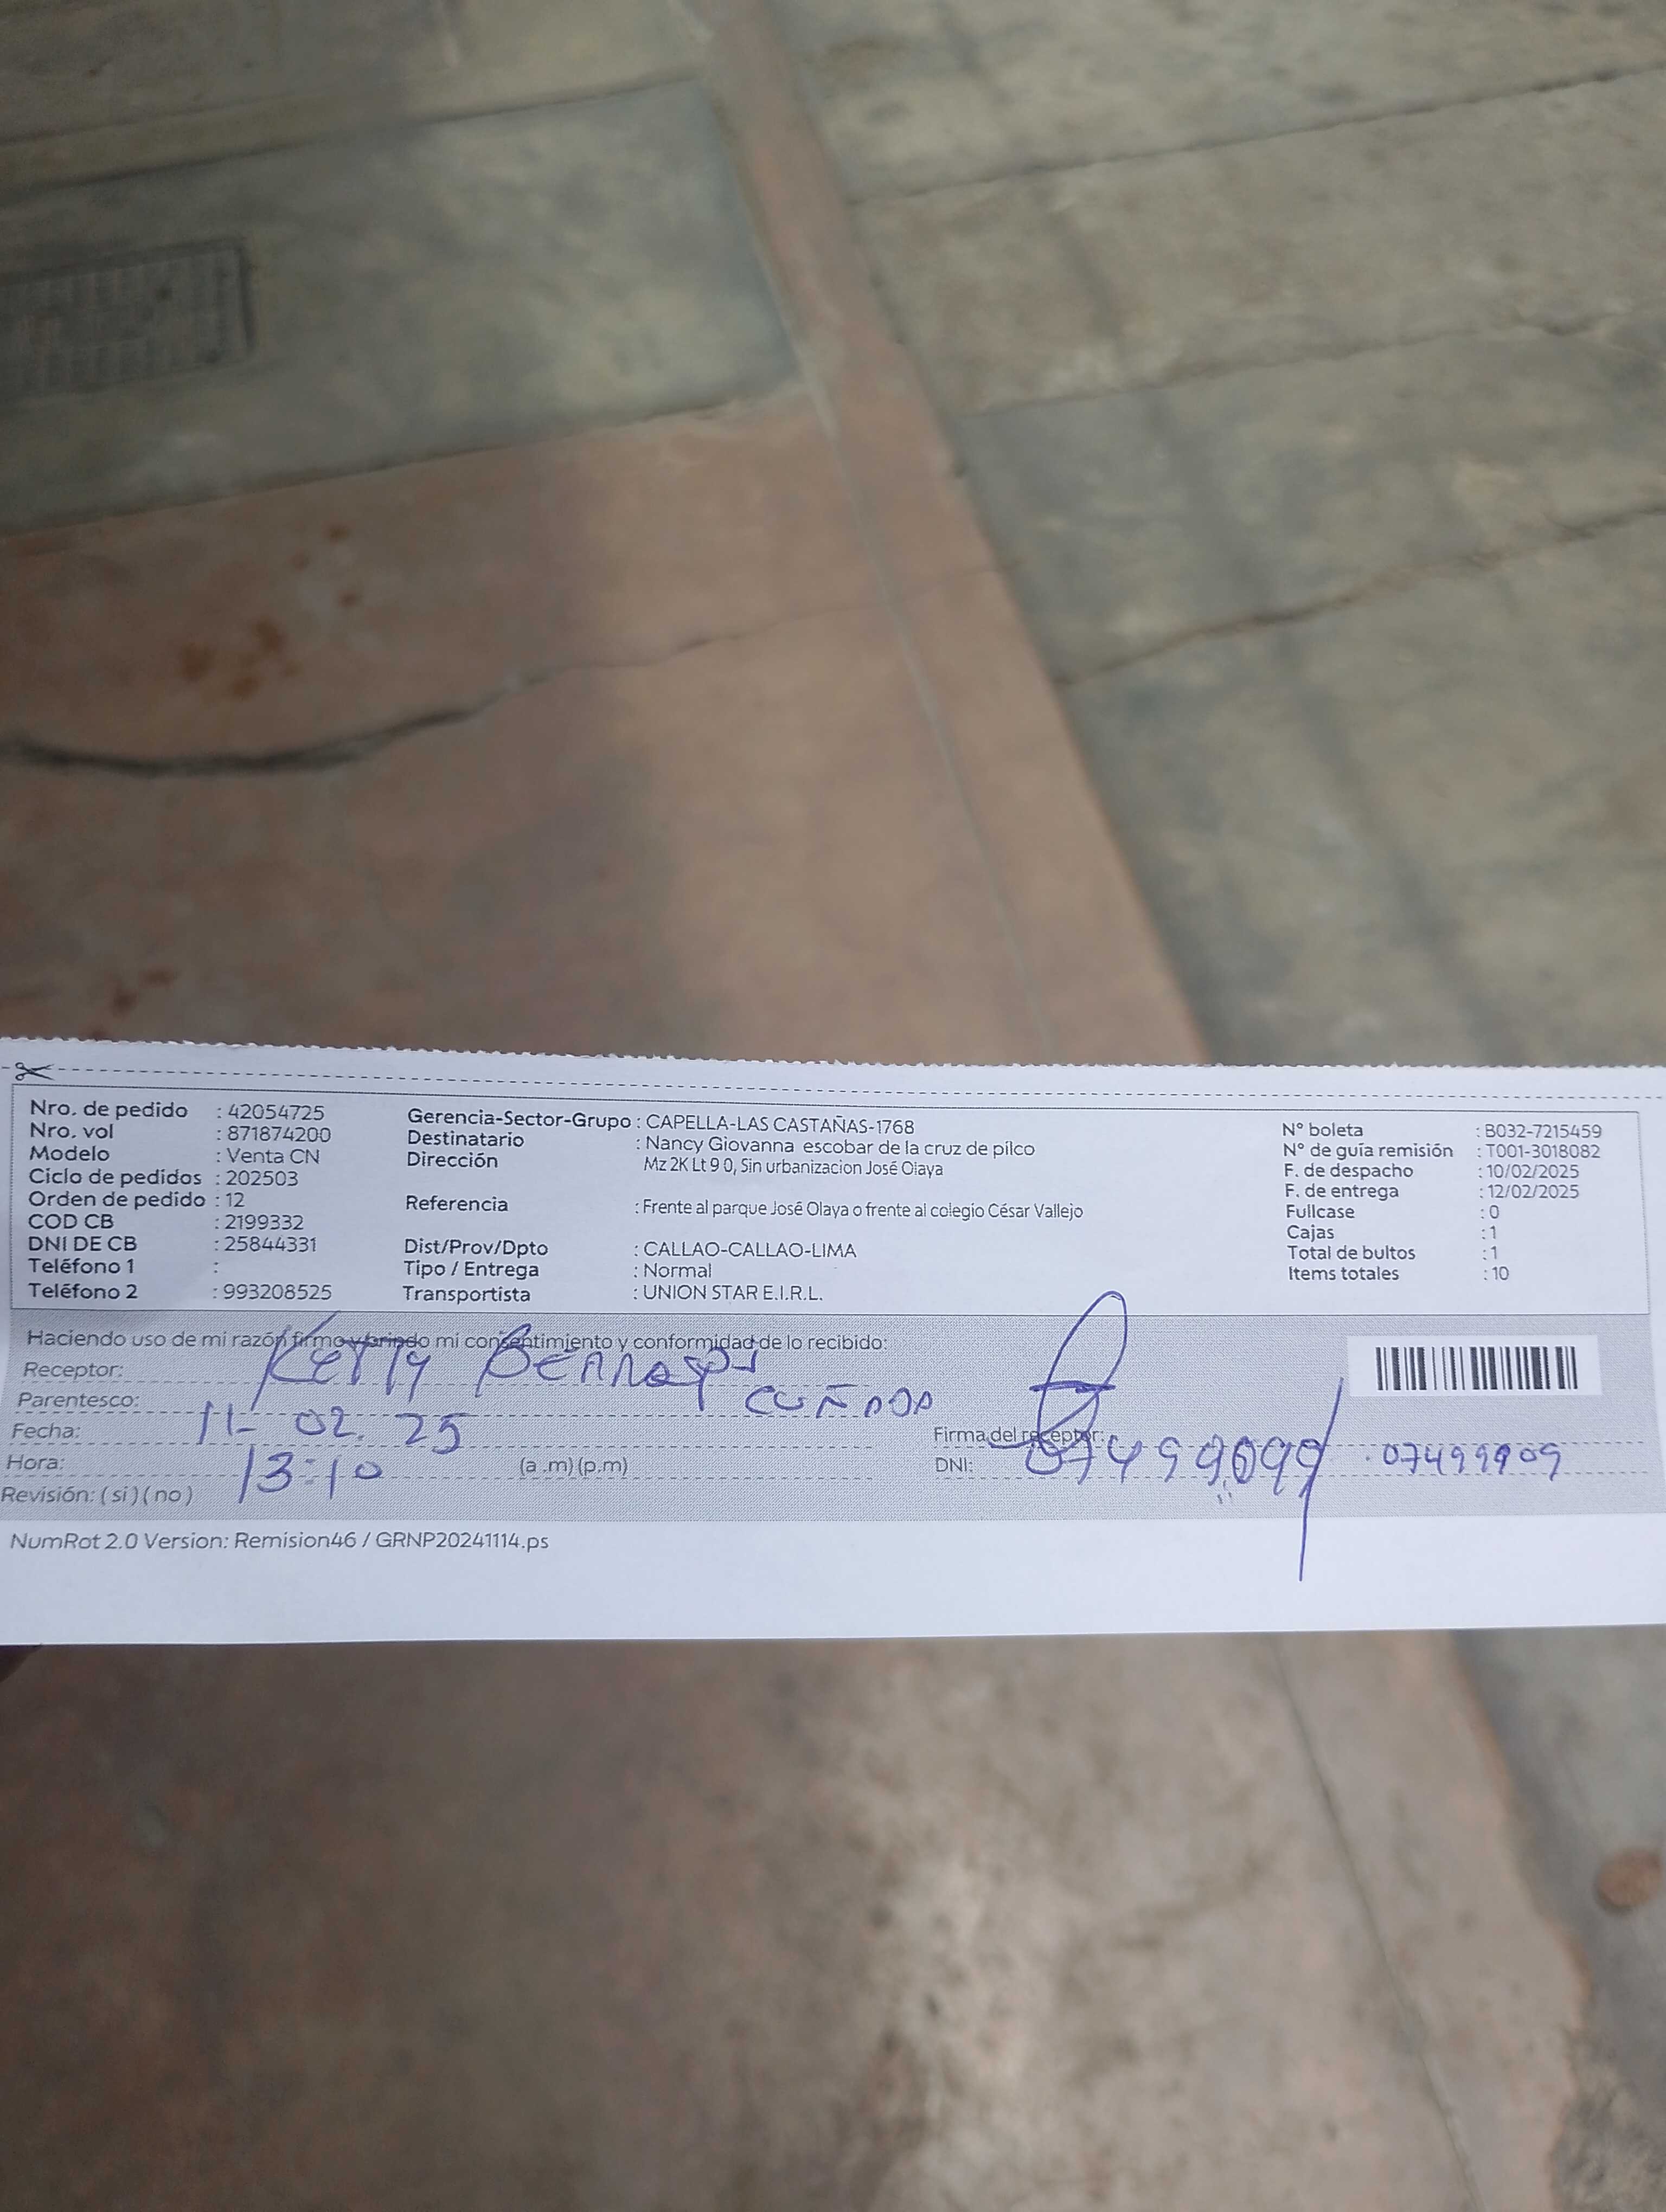 Nro. de pedido : 42054725
Nro. vol : 871874200
Modelo : Venta CN
Ciclo de pedidos : 202503
Orden de pedido : 12
COD CB : 2199332
DNI DE CB : 25844331
Teléfono 1 :
Teléfono 2 : 993208525
Gerencia-Sector-Grupo : CAPELLA-LAS CASTAÑAS-1768
Destinatario : Nancy Giovanna escobar de la cruz de pilco
Dirección Mz 2K Lt 9 0, Sin urbanizacion José Olaya
Referencia : Frente al parque José Olaya o frente al colegio César Vallejo
Dist/Prov/Dpto : CALLAO-CALLAO-LIMA
Tipo / Entrega : Normal
Transportista : UNION STAR E.I.R.L.
N° boleta : B032-7215459
N° de guía remisión : T001-3018082
F. de despacho : 10/02/2025
F. de entrega : 12/02/2025
Fullcase : 0
Cajas : 1
Total de bultos : 1
Items totales : 10
Haciendo uso de mi razón firmo y brindo mi consentimiento y conformidad de lo recibido:
Receptor: Ketty
Parentesco: CUÑADA
Fecha: 11- 02. 25
Firma del receptor:
Hora: 13:10 (a .m) (p.m)
DNI: 07499909
Revisión: ( si ) ( no )
NumRot 2.0 Version: Remision46 / GRNP20241114.ps